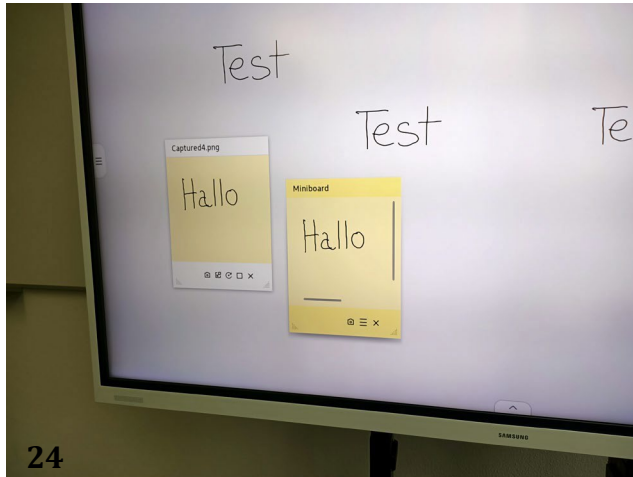 Test
Test
Te
Captured4.png
Hallo
Miniboard
Hallo
SAMSUNG
24